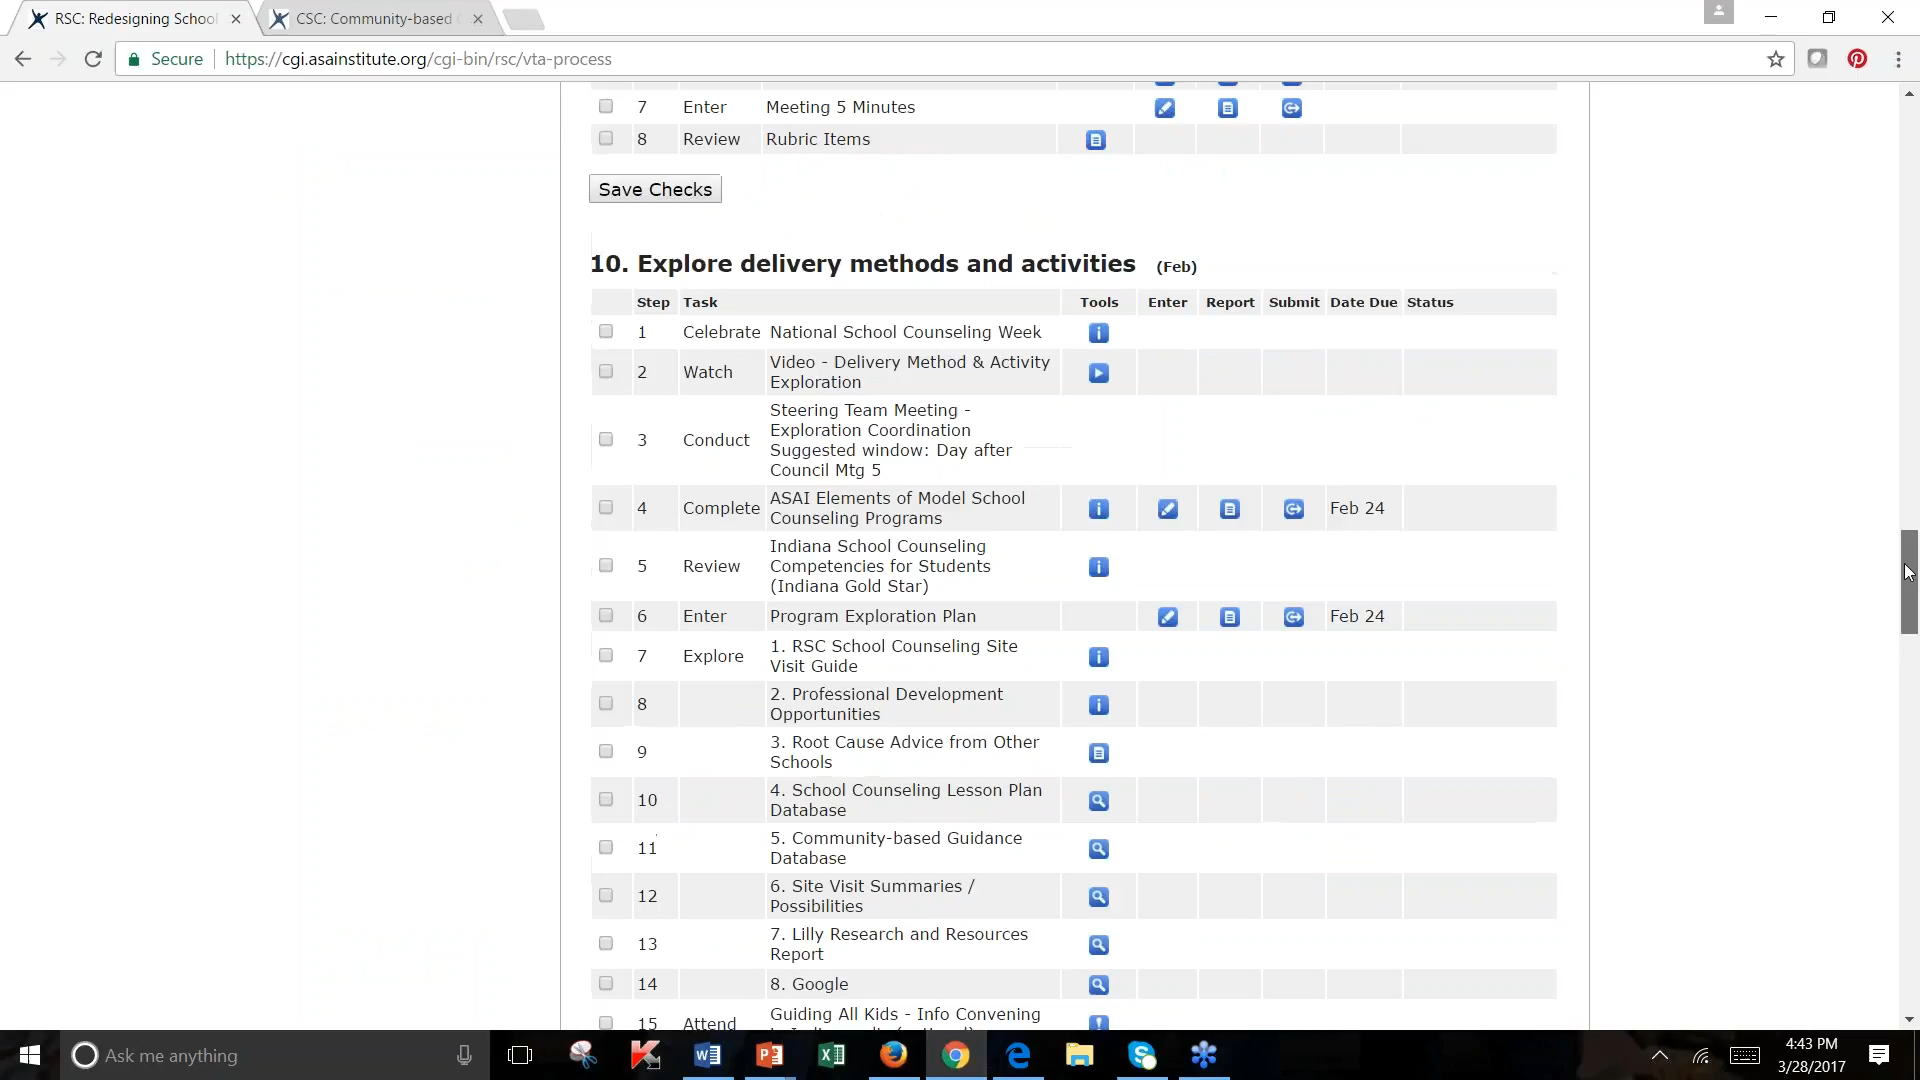 RSC: Redesigning School
CSC: Community-based
Secure
https://cgi.asainstitute.org/cgi-bin/rsc/vta-process
7 Enter Meeting 5 Minutes
8 Review Rubric Items
Save Checks
10. Explore delivery methods and activities (Feb)
Step Task Tools Enter Report Submit Date Due Status
1 Celebrate National School Counseling Week
2 Watch Video - Delivery Method & Activity
Exploration
3 Conduct Steering Team Meeting -
Exploration Coordination
Suggested window: Day after
Council Mtg 5
4 Complete ASAI Elements of Model School
Counseling Programs Feb 24
5 Review Indiana School Counseling
Competencies for Students
(Indiana Gold Star)
6 Enter Program Exploration Plan Feb 24
7 Explore 1. RSC School Counseling Site
Visit Guide
8 2. Professional Development
Opportunities
9 3. Root Cause Advice from Other
Schools
10 4. School Counseling Lesson Plan
Database
11 5. Community-based Guidance
Database
12 6. Site Visit Summaries /
Possibilities
13 7. Lilly Research and Resources
Report
14 8. Google
15 Attend Guiding All Kids - Info Convening
Ask me anything
4:43 PM
3/28/2017